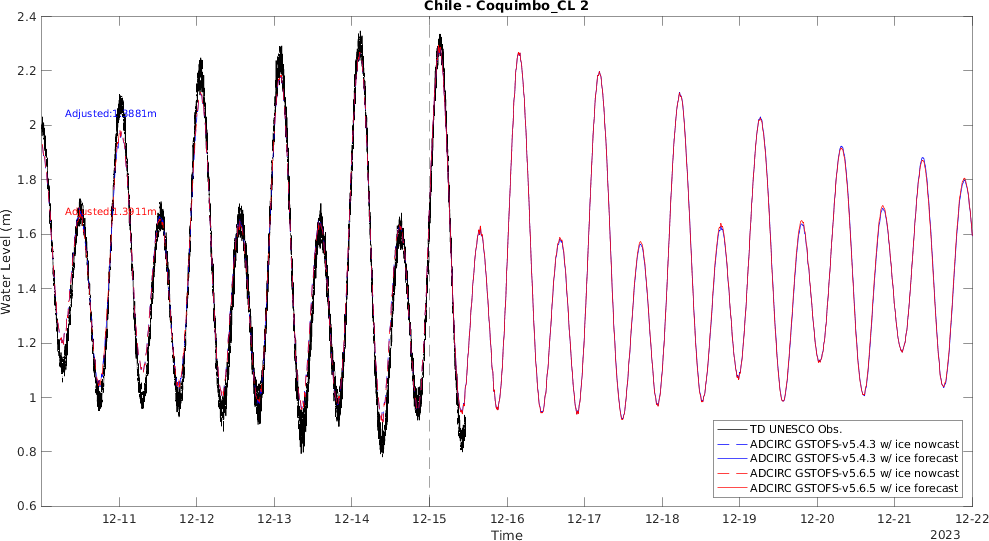 Chile - Coquimbo_CL 2
2.4
2.2
2
1.8
1.6
1.4
1.2
1
0.8
0.6
Water Level (m)
Adjusted:1.3881m
Adjusted:1.3911m
TD UNESCO Obs.
ADCIRC GSTOFS-v5.4.3 w/ ice nowcast
ADCIRC GSTOFS-v5.4.3 w/ ice forecast
ADCIRC GSTOFS-v5.6.5 w/ ice nowcast
ADCIRC GSTOFS-v5.6.5 w/ ice forecast
12-11 12-12 12-13 12-14 12-15 12-16 12-17 12-18 12-19 12-20 12-21 12-22
Time
2023